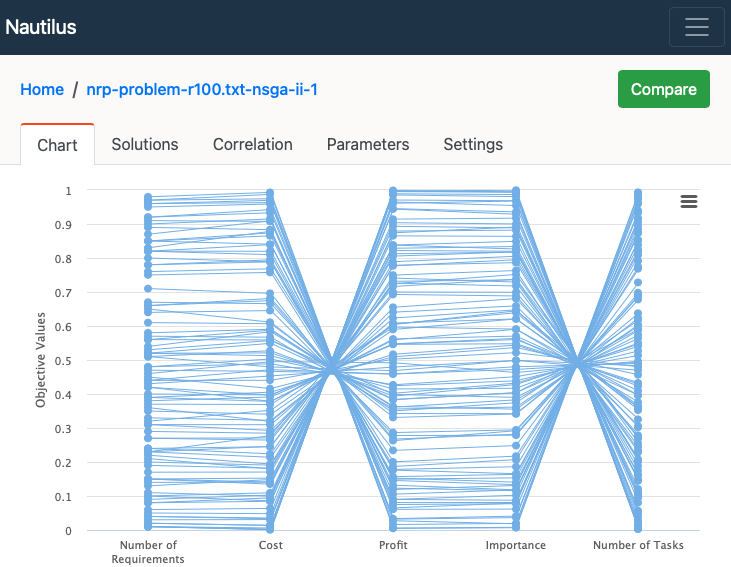 Nautilus
Home / nrp-problem-r100.txt-nsga-ii-1
Compare
Chart Solutions Correlation Parameters Settings
Objective Values
1
0.9
0.8
0.7
0.6
0.5
0.4
0.3
0.2
0.1
0
Number of
Requirements
Cost
Profit
Importance
Number of Tasks